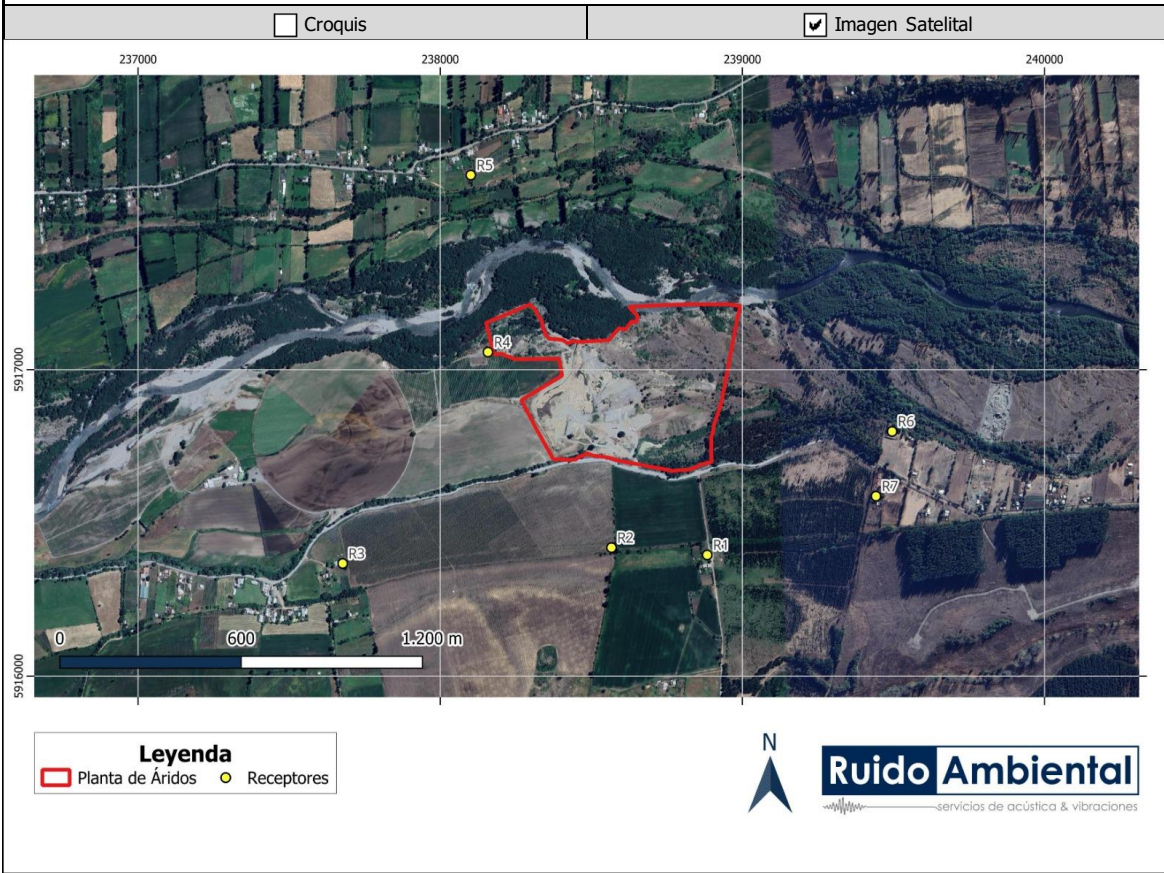 Croquis
Imagen Satelital
237000 238000 239000 240000
R5
5917000
R4
R6
R7
R3
R2
R1
0 600 1.200 m
5916000
Leyenda
Planta de Áridos Receptores
N
Ruido Ambiental
servicios de acústica & vibraciones